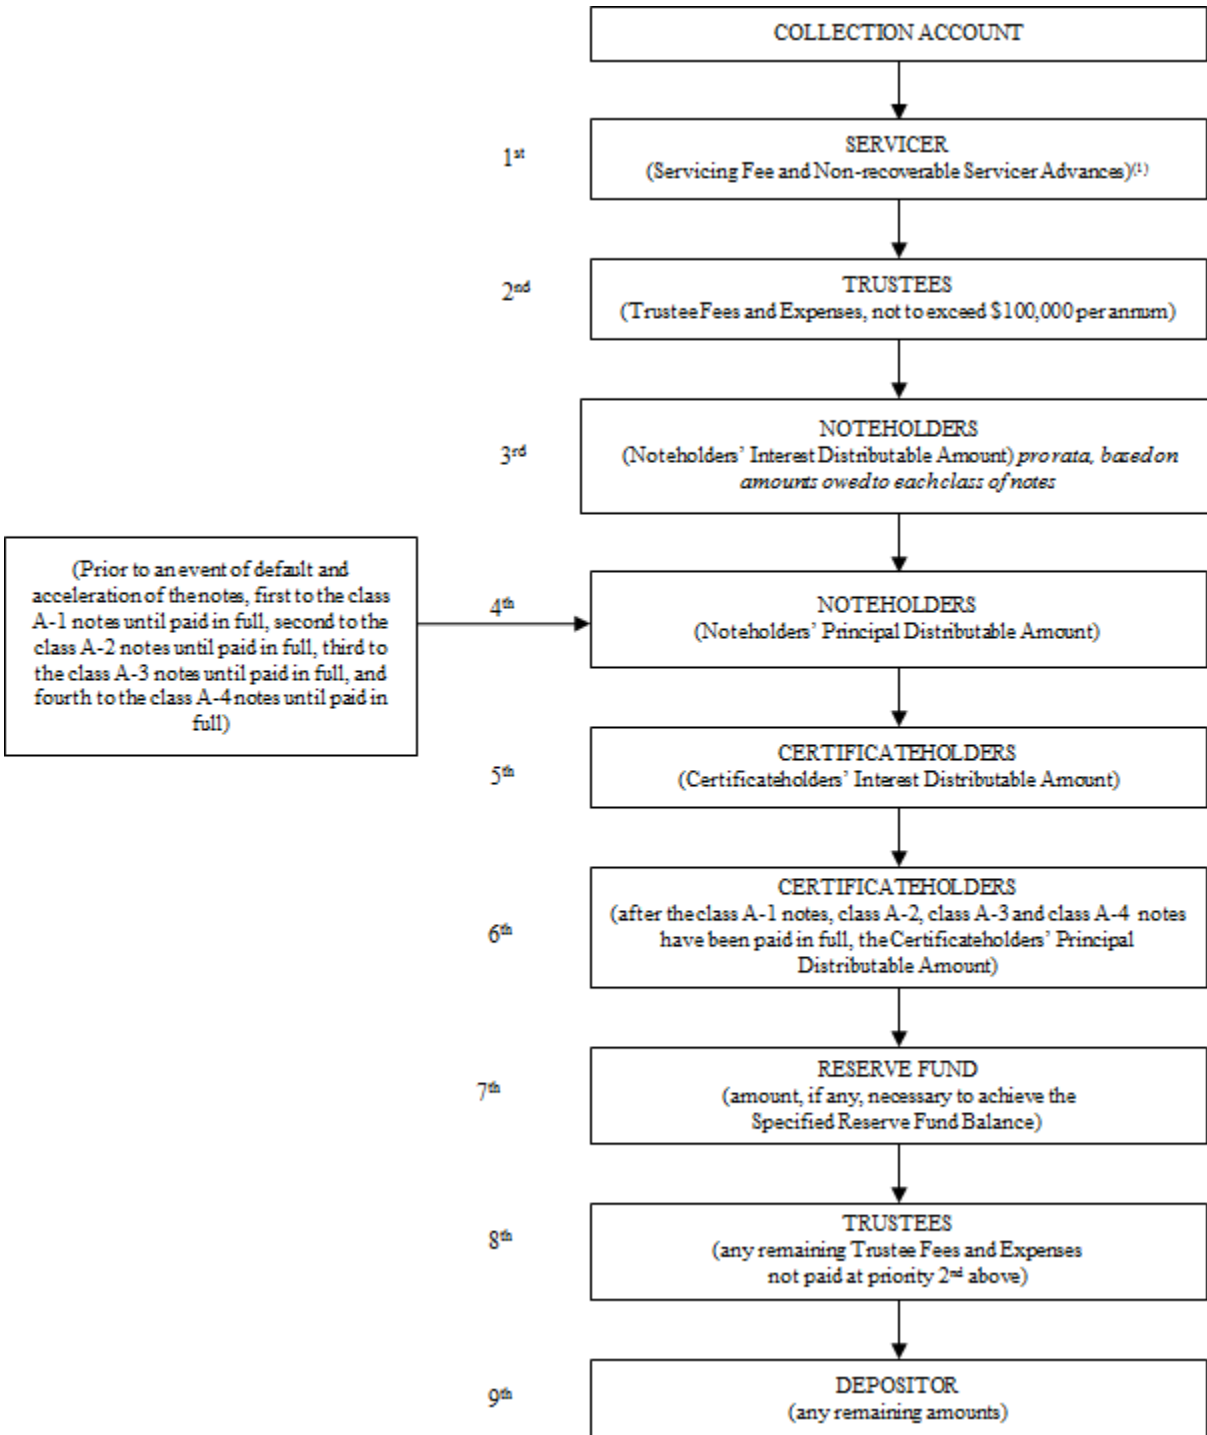 COLLECTION ACCOUNT
1st
SERVICER
(Servicing Fee and Non-recoverable Servicer Advances)(1)
2nd
TRUSTEES
(Trustee Fees and Expenses, not to exceed $100,000 per annum)
3rd
NOTEHOLDERS
(Noteholders’ Interest Distributable Amount) pro rata, based on
amounts owed to each class of notes
(Prior to an event of default and
acceleration of the notes, first to the class
A-1 notes until paid in full, second to the
class A-2 notes until paid in full, third to
the class A-3 notes until paid in full, and
fourth to the class A-4 notes until paid in
full)
4th
NOTEHOLDERS
(Noteholders’ Principal Distributable Amount)
5th
CERTIFICATEHOLDERS
(Certificateholders’ Interest Distributable Amount)
6th
CERTIFICATEHOLDERS
(after the class A-1 notes, class A-2, class A-3 and class A-4 notes
have been paid in full, the Certificateholders’ Principal
Distributable Amount)
7th
RESERVE FUND
(amount, if any, necessary to achieve the
Specified Reserve Fund Balance)
8th
TRUSTEES
(any remaining Trustee Fees and Expenses
not paid at priority 2nd above)
9th
DEPOSITOR
(any remaining amounts)